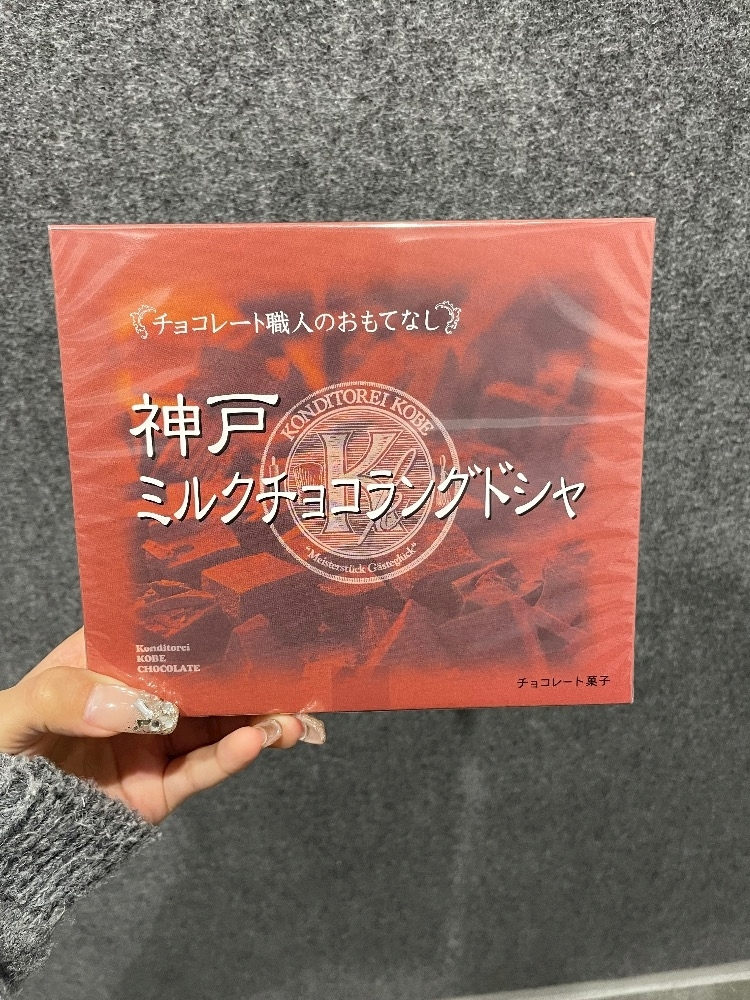 チョコレート職人のおもてなし
神戸
ミルクチョコラングドシャ
KONDITOREI KOBE
K
"Meisterstück Gästeglück"
Konditorei
KOBE
CHOCOLATE
チョコレート菓子